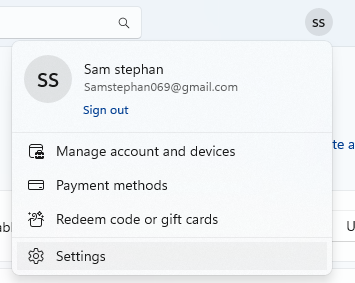 SS
SS
Sam stephan
Samstephan069@gmail.com
Sign out
Manage account and devices
te a
Payment methods
Redeem code or gift cards
U
Settings